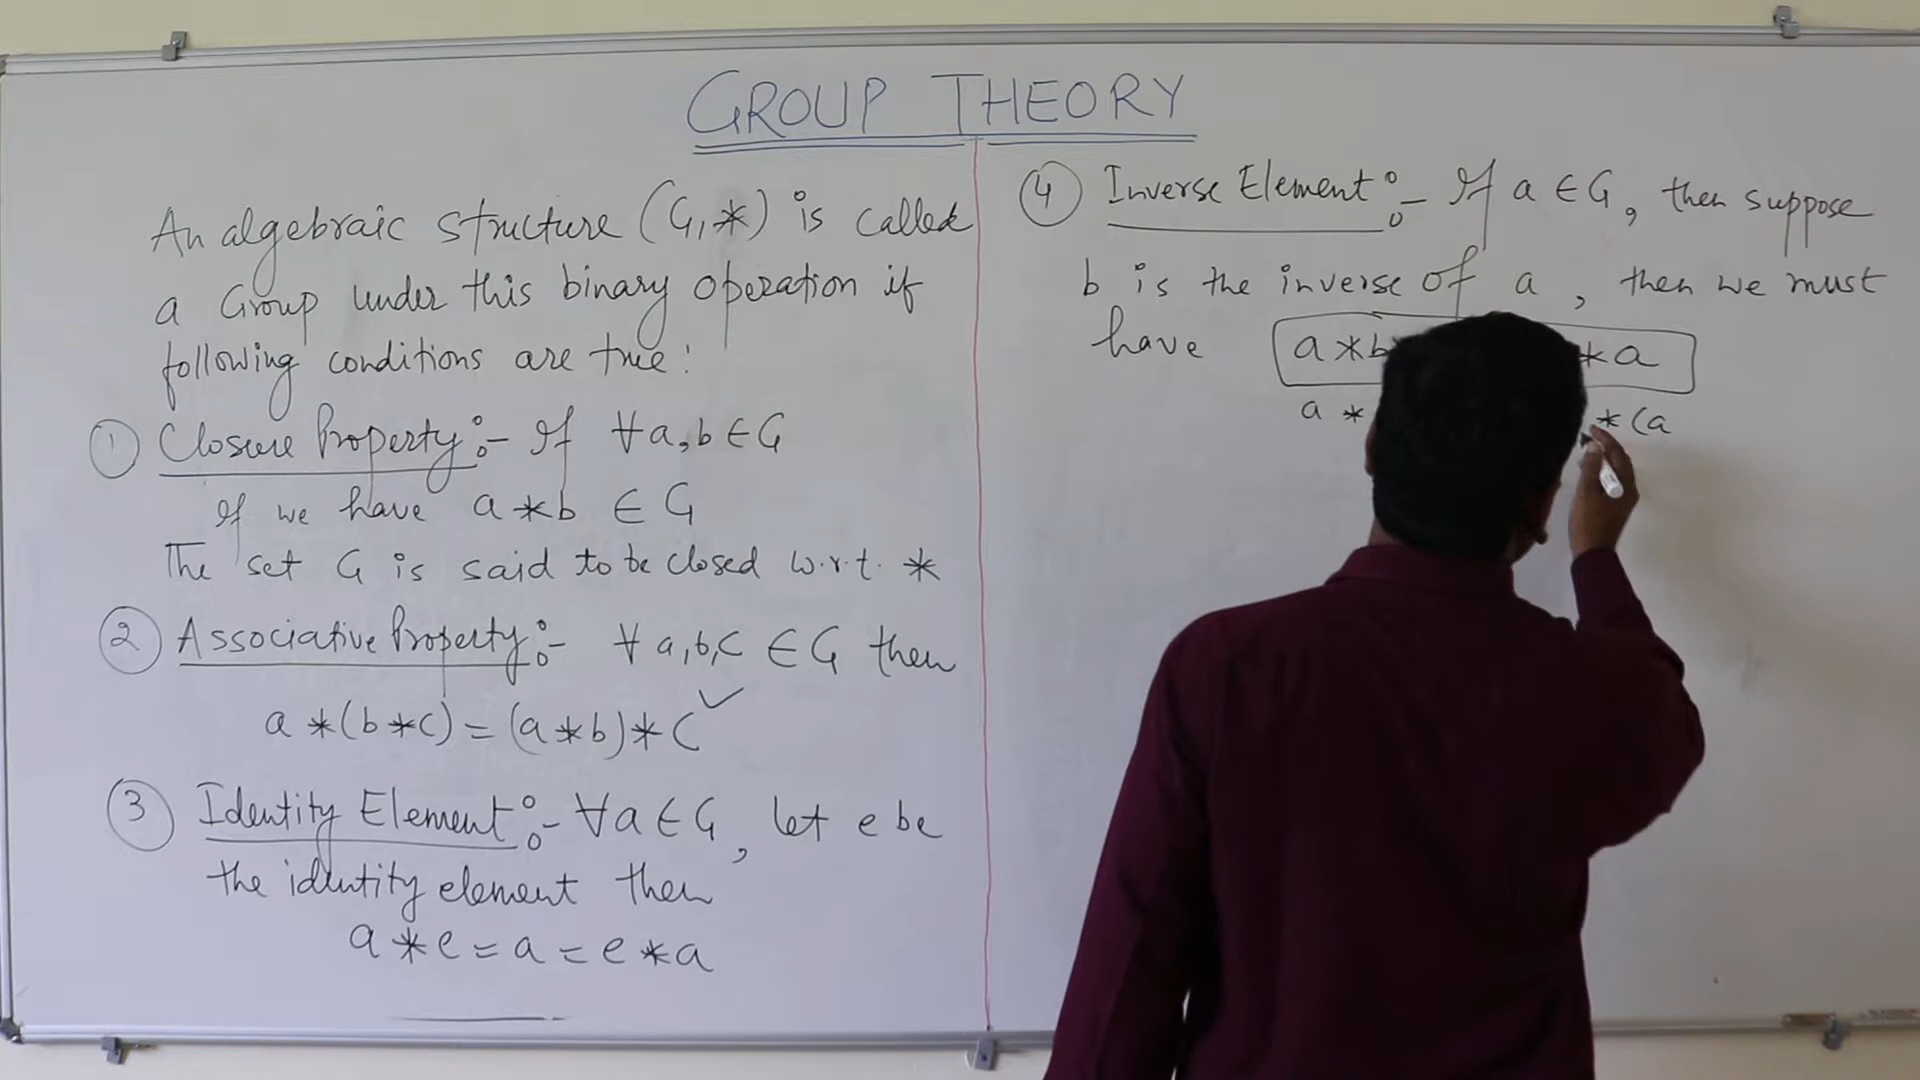 GROUP THEORY
An algebraic structure (G,*) is called
a Group under this binary operation if
following conditions are true:
① Closure Property:- If ∀a,b∈G
If we have a*b ∈ G
The set G is said to be closed w.r.t. *
② Associative Property:- ∀ a,b,c ∈ G then
a*(b*c)=(a*b)*c ✓
③ Identity Element:- ∀a∈G, let e be
the identity element then
a*e=a=e*a
④ Inverse Element:- If a∈G, then suppose
b is the inverse of a, then we must
have a*b *a
a* *(a